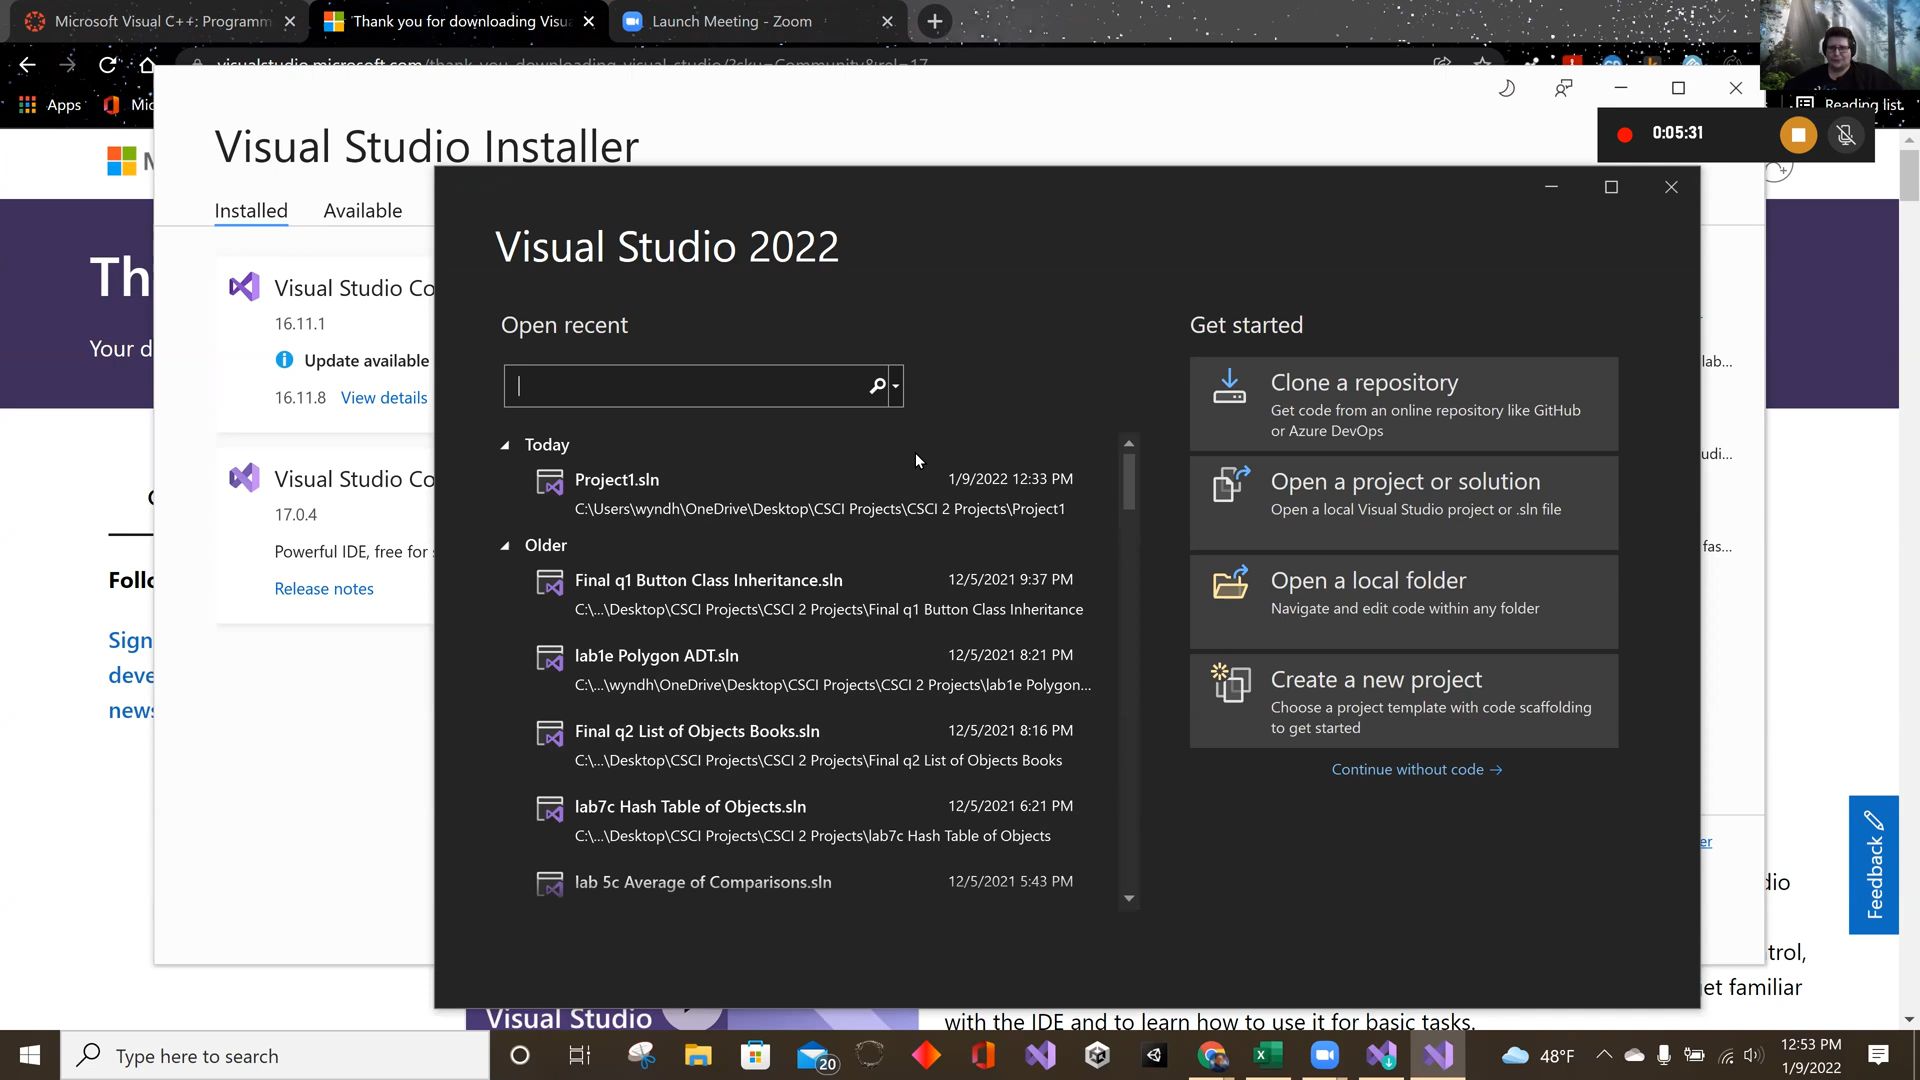 Microsoft Visual C++: Programm
Thank you for downloading Visu
Launch Meeting - Zoom
visualstudio.microsoft.com/thank-you-downloading-visual-studio/?sku=Community&rel=17
Apps
Mic
Reading list
0:05:31
Visual Studio Installer
Installed
Available
Th
Your d
Visual Studio Co
16.11.1
Update available
16.11.8 View details
Visual Studio Co
17.0.4
Powerful IDE, free for s
Release notes
Follo
Sign
deve
news
Visual Studio 2022
Open recent
Today
Project1.sln 1/9/2022 12:33 PM
C:\Users\wyndh\OneDrive\Desktop\CSCI Projects\CSCI 2 Projects\Project1
Older
Final q1 Button Class Inheritance.sln 12/5/2021 9:37 PM
C:\...\Desktop\CSCI Projects\CSCI 2 Projects\Final q1 Button Class Inheritance
lab1e Polygon ADT.sln 12/5/2021 8:21 PM
C:\...\wyndh\OneDrive\Desktop\CSCI Projects\CSCI 2 Projects\lab1e Polygon...
Final q2 List of Objects Books.sln 12/5/2021 8:16 PM
C:\...\Desktop\CSCI Projects\CSCI 2 Projects\Final q2 List of Objects Books
lab7c Hash Table of Objects.sln 12/5/2021 6:21 PM
C:\...\Desktop\CSCI Projects\CSCI 2 Projects\lab7c Hash Table of Objects
lab 5c Average of Comparisons.sln 12/5/2021 5:43 PM
Get started
Clone a repository
Get code from an online repository like GitHub
or Azure DevOps
Open a project or solution
Open a local Visual Studio project or .sln file
Open a local folder
Navigate and edit code within any folder
Create a new project
Choose a project template with code scaffolding
to get started
Continue without code →
lab...
udi...
fas...
er
dio
trol,
et familiar
with the IDE and to learn how to use it for basic tasks.
Visual Studio
Feedback
Type here to search
20
48°F
12:53 PM
1/9/2022